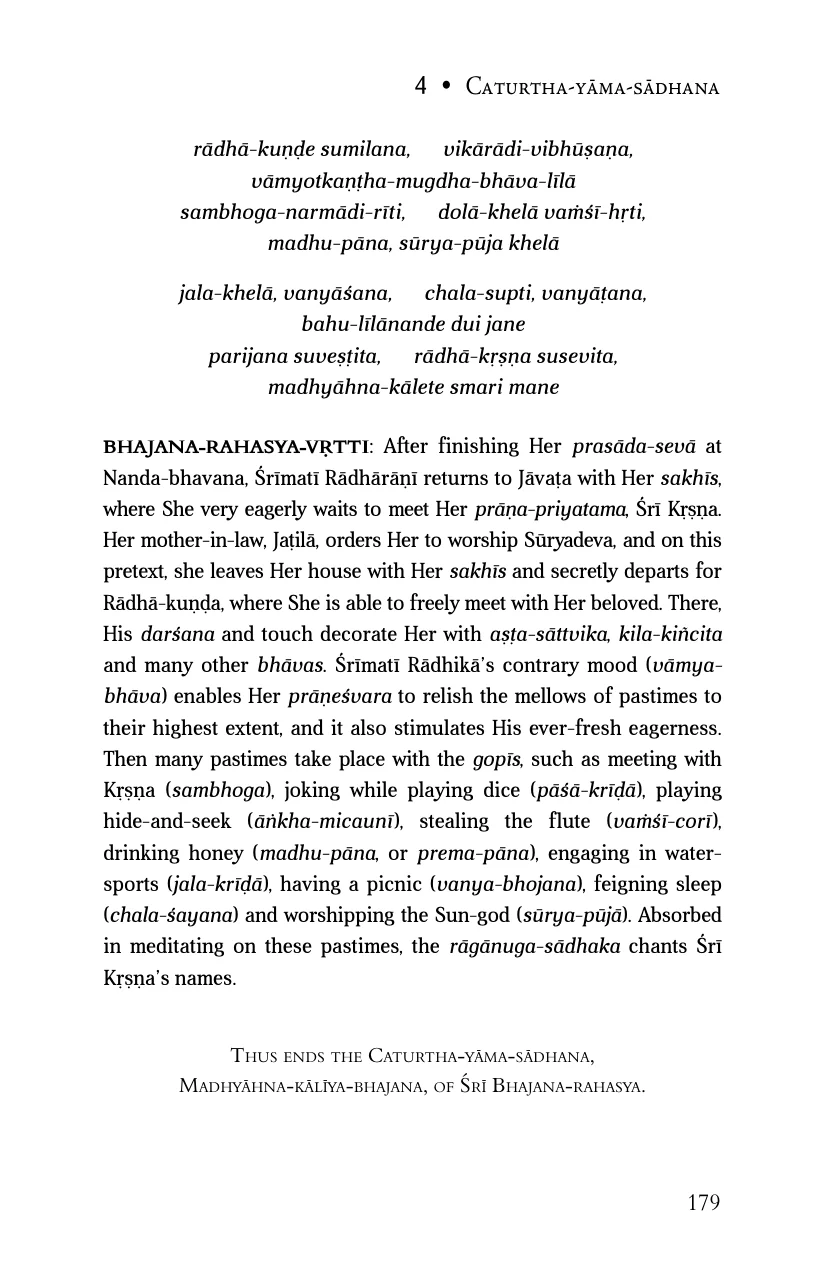 4 • Caturtha-yāma-sādhana
rādhā-kuṇḍe sumilana, vikārādi-vibhūṣaṇa,
vāmyotkaṇṭha-mugdha-bhāva-līlā
sambhoga-narmādi-rīti, dolā-khelā vaṁśī-hṛti,
madhu-pāna, sūrya-pūja khelā
jala-khelā, vanyāśana, chala-supti, vanyāṭana,
bahu-līlānande dui jane
parijana suveṣṭita, rādhā-kṛṣṇa susevita,
madhyāhna-kālete smari mane
BHAJANA-RAHASYA-VṚTTI: After finishing Her prasāda-sevā at
Nanda-bhavana, Śrīmatī Rādhārāṇī returns to Jāvaṭa with Her sakhīs,
where She very eagerly waits to meet Her prāṇa-priyatama, Śrī Kṛṣṇa.
Her mother-in-law, Jaṭilā, orders Her to worship Sūryadeva, and on this
pretext, she leaves Her house with Her sakhīs and secretly departs for
Rādhā-kuṇḍa, where She is able to freely meet with Her beloved. There,
His darśana and touch decorate Her with aṣṭa-sāttvika, kila-kiñcita
and many other bhāvas. Śrīmatī Rādhikā's contrary mood (vāmya-
bhāva) enables Her prāṇeśvara to relish the mellows of pastimes to
their highest extent, and it also stimulates His ever-fresh eagerness.
Then many pastimes take place with the gopīs, such as meeting with
Kṛṣṇa (sambhoga), joking while playing dice (pāśā-krīḍā), playing
hide-and-seek (āṅkha-micaunī), stealing the flute (vaṁśī-corī),
drinking honey (madhu-pāna, or prema-pāna), engaging in water-
sports (jala-krīḍā), having a picnic (vanya-bhojana), feigning sleep
(chala-śayana) and worshipping the Sun-god (sūrya-pūjā). Absorbed
in meditating on these pastimes, the rāgānuga-sādhaka chants Śrī
Kṛṣṇa's names.
Thus ends the Caturtha-yāma-sādhana,
Madhyāhna-kālīya-bhajana, of Śrī Bhajana-rahasya.
179